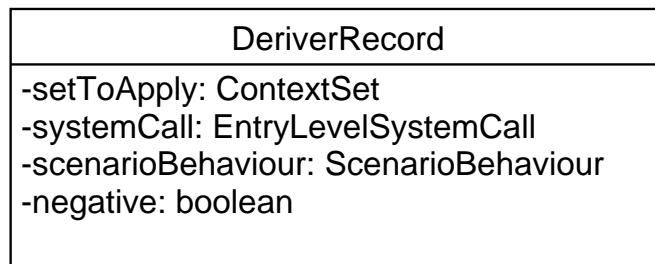 DeriverRecord
-setToApply: ContextSet
-systemCall: EntryLevelSystemCall
-scenarioBehaviour: ScenarioBehaviour
-negative: boolean